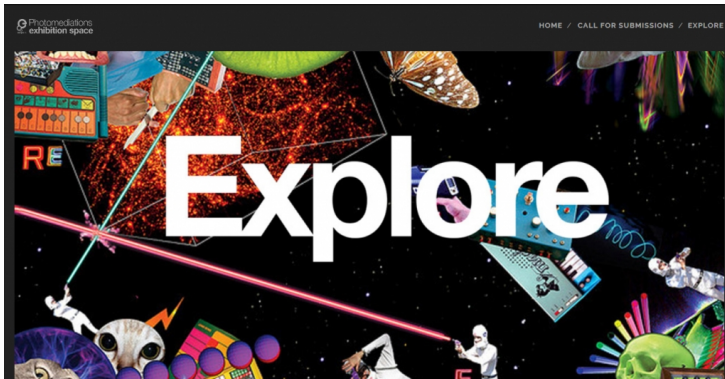 Photomediations
exhibition space
HOME / CALL FOR SUBMISSIONS / EXPLORE
RE
Explore